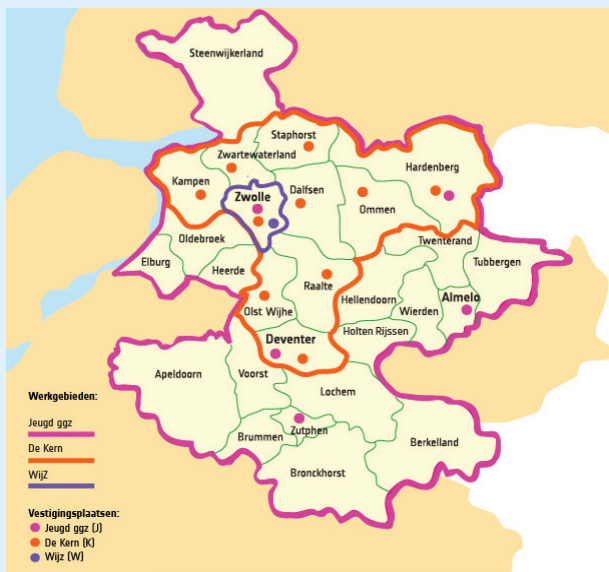 Steenwijkerland
Staphorst
Zwartewaterland
Hardenberg
Kampen
Zwolle
Dalfsen
Ommen
Oldebroek
Twenterand
Elburg
Heerde
Tubbergen
Raalte
Hellendoorn
Almelo
Olst Wijhe
Wierden
Holten Rijssen
Deventer
Apeldoorn
Voorst
Lochem
Zutphen
Brummen
Berkelland
Bronckhorst
Werkgebieden:
Jeugd ggz
De Kern
WijZ
Vestigingsplaatsen:
Jeugd ggz (J)
De Kern (K)
Wijz (W)